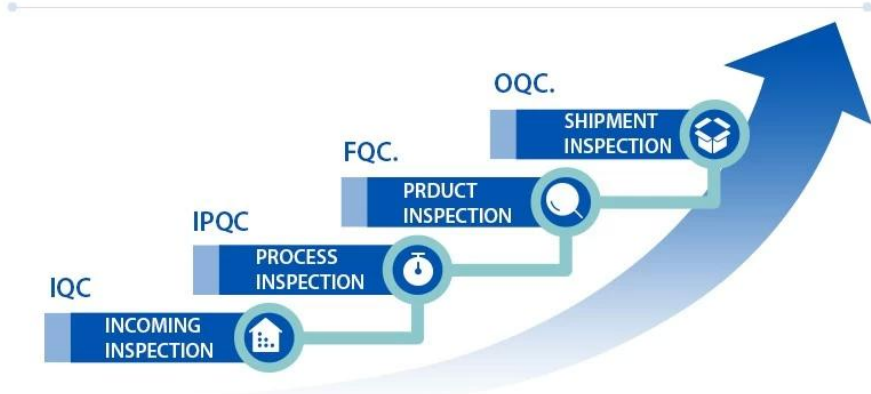 OQC.
SHIPMENT
INSPECTION
FQC.
PRDUCT
INSPECTION
IPQC
PROCESS
INSPECTION
IQC
INCOMING
INSPECTION